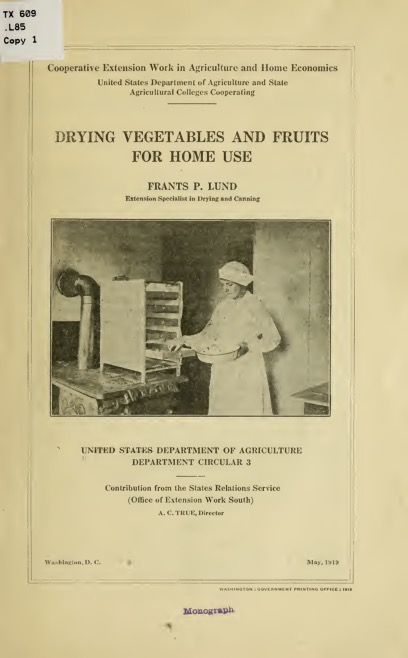 TX 609
.L85
Copy 1
Cooperative Extension Work in Agriculture and Home Economics
United States Department of Agriculture and State
Agricultural Colleges Cooperating
DRYING VEGETABLES AND FRUITS
FOR HOME USE
FRANTS P. LUND
Extension Specialist in Drying and Canning
UNITED STATES DEPARTMENT OF AGRICULTURE
DEPARTMENT CIRCULAR 3
Contribution from the States Relations Service
(Office of Extension Work South)
A. C. TRUE, Director
Washington, D. C.
May, 1919
WASHINGTON : GOVERNMENT PRINTING OFFICE : 1919
Monograph